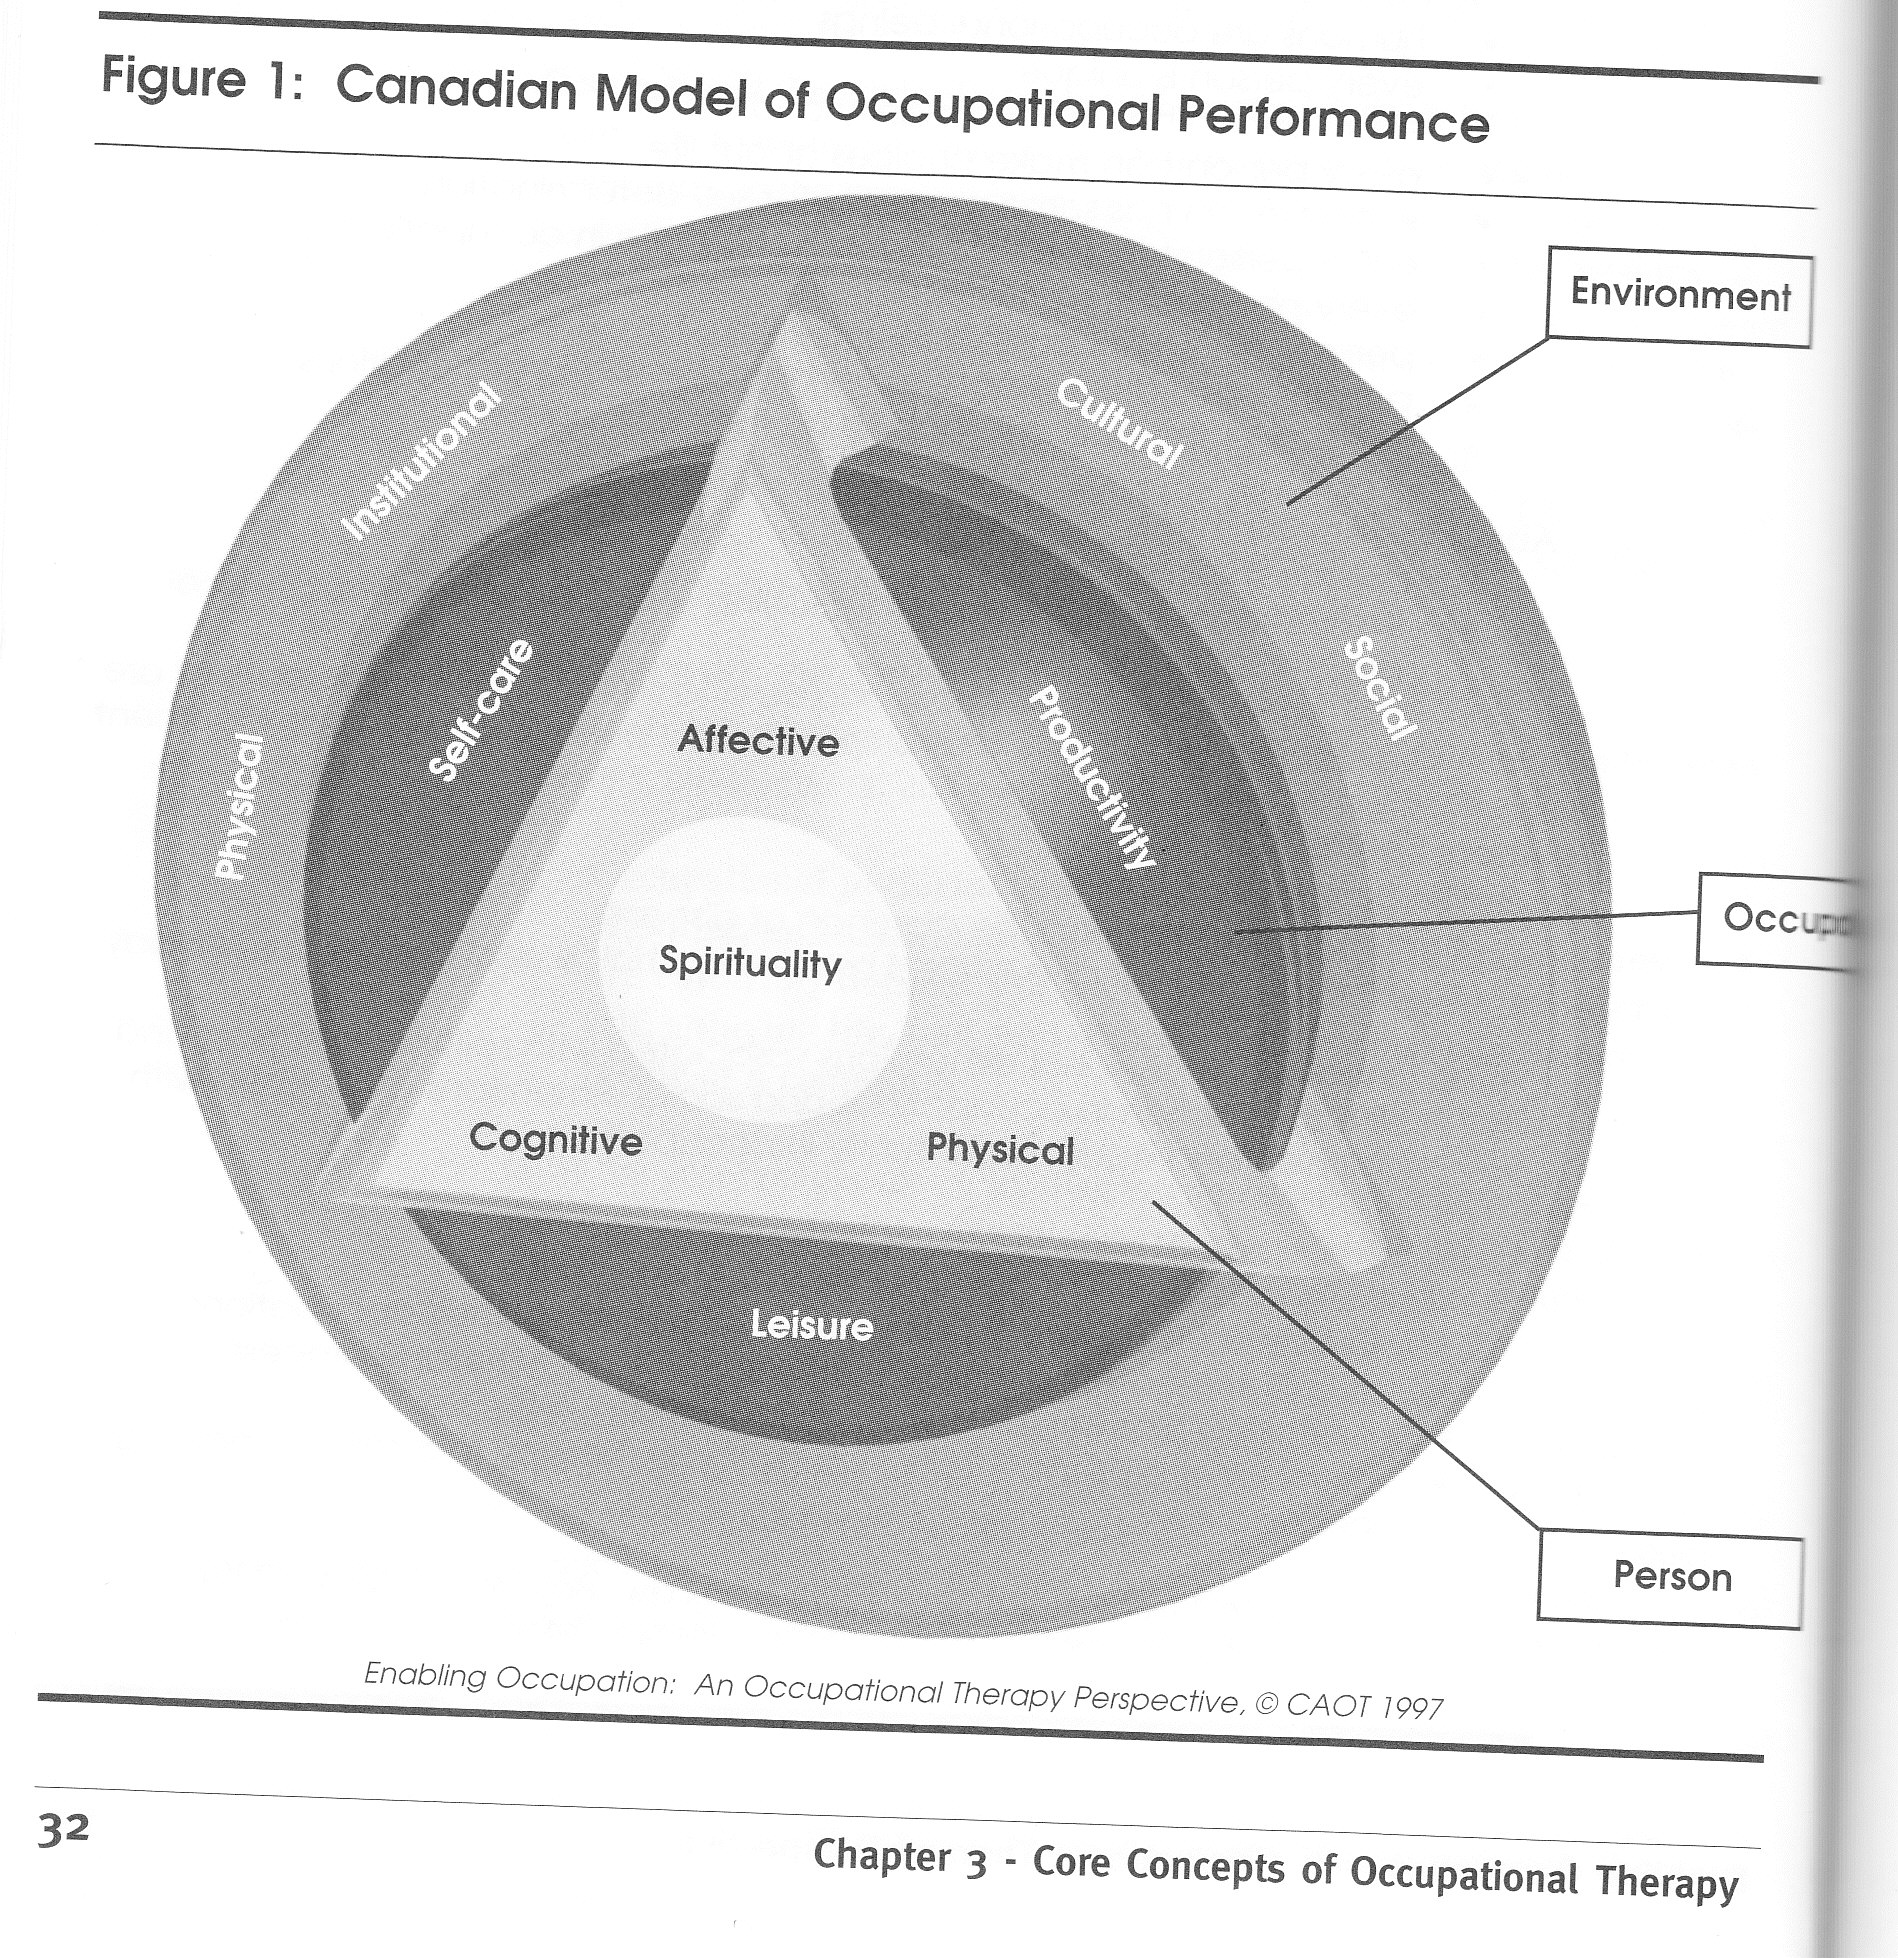 Figure 1: Canadian Model of Occupational Performance
Environment
Institutional
Cultural
Social
Self-care
Productivity
Physical
Affective
Spirituality
Cognitive
Physical
Leisure
Person
Enabling Occupation: An Occupational Therapy Perspective, © CAOT 1997
32
Chapter 3 - Core Concepts of Occupational Therapy